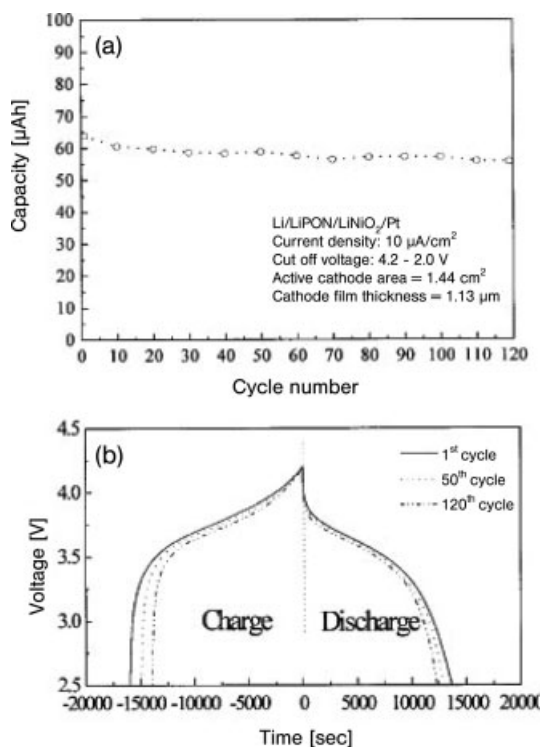 (a)
Capacity [µAh]
100
90
80
70
60
50
40
30
20
10
0
Li/LiPON/LiNiO₂/Pt
Current density: 10 µA/cm²
Cut off voltage: 4.2 - 2.0 V
Active cathode area = 1.44 cm²
Cathode film thickness = 1.13 µm
0 10 20 30 40 50 60 70 80 90 100 110 120
Cycle number
(b)
Voltage [V]
4.5
4.0
3.5
3.0
2.5
1ˢᵗ cycle
50ᵗʰ cycle
120ᵗʰ cycle
Charge Discharge
-20000 -15000 -10000 -5000 0 5000 10000 15000 20000
Time [sec]